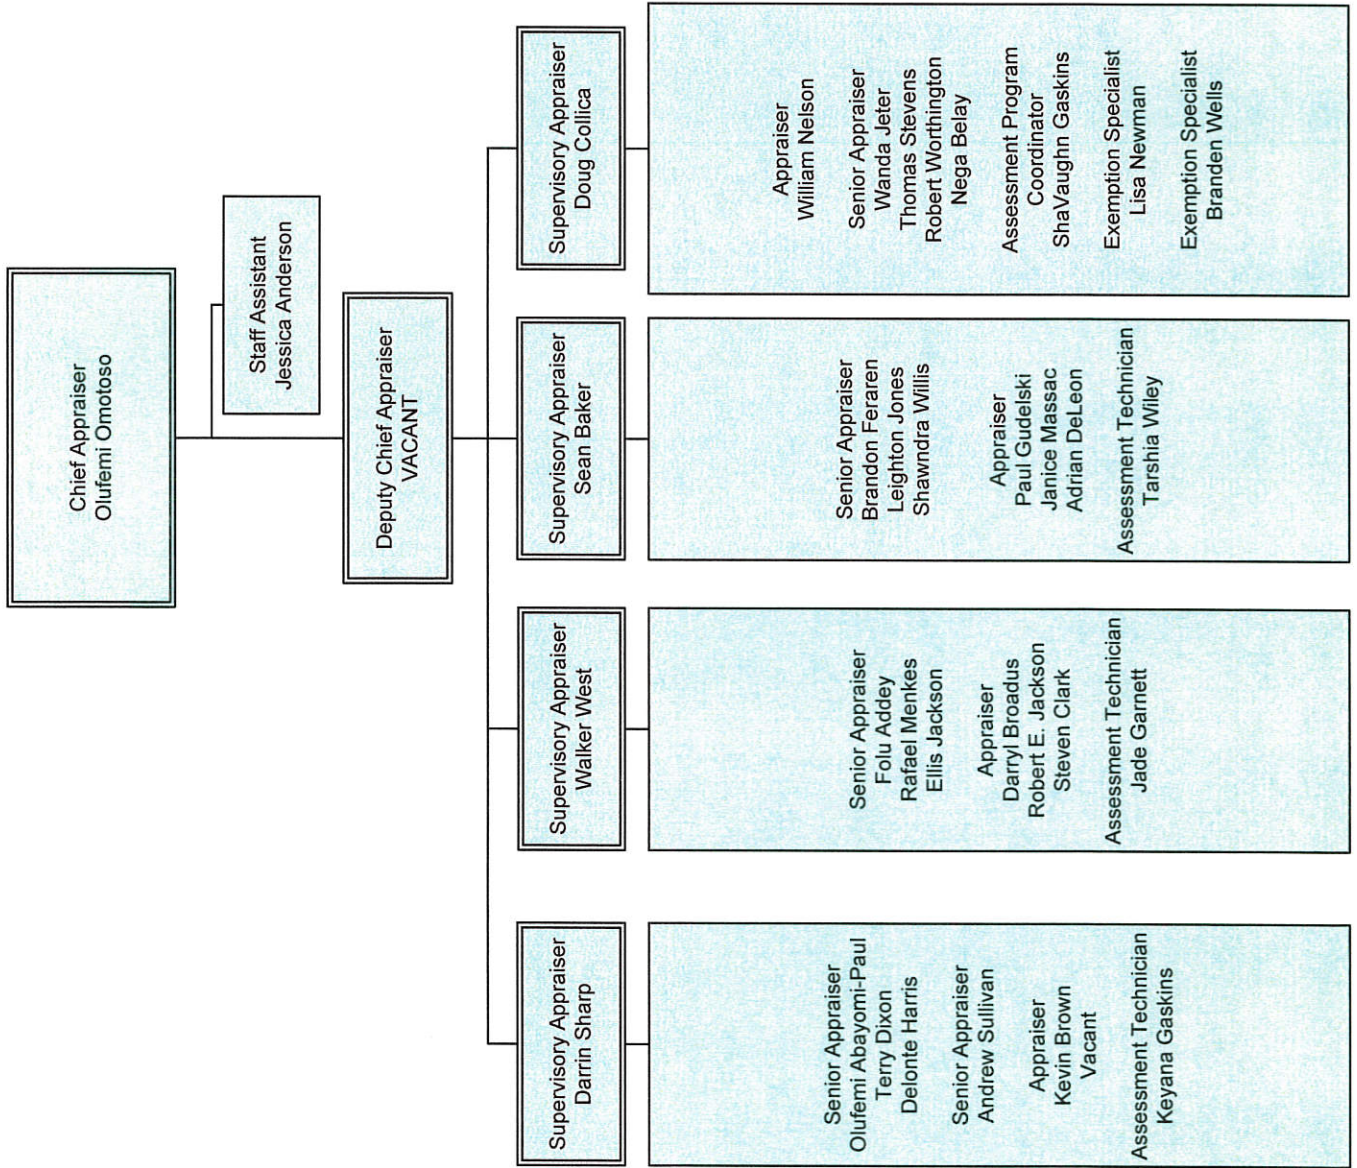 Chief Appraiser
Olufemi Omotoso
Staff Assistant
Jessica Anderson
Deputy Chief Appraiser
VACANT
Supervisory Appraiser
Darrin Sharp
Senior Appraiser
Olufemi Abayomi-Paul
Terry Dixon
Delonte Harris
Senior Appraiser
Andrew Sullivan
Appraiser
Kevin Brown
Vacant
Assessment Technician
Keyana Gaskins
Supervisory Appraiser
Walker West
Senior Appraiser
Folu Addey
Rafael Menkes
Ellis Jackson
Appraiser
Darryl Broadus
Robert E. Jackson
Steven Clark
Assessment Technician
Jade Garnett
Supervisory Appraiser
Sean Baker
Senior Appraiser
Brandon Feraren
Leighton Jones
Shawndra Willis
Appraiser
Paul Gudelski
Janice Massac
Adrian DeLeon
Assessment Technician
Tarshia Wiley
Supervisory Appraiser
Doug Collica
Appraiser
William Nelson
Senior Appraiser
Wanda Jeter
Thomas Stevens
Robert Worthington
Nega Belay
Assessment Program
Coordinator
ShaVaughn Gaskins
Exemption Specialist
Lisa Newman
Exemption Specialist
Branden Wells